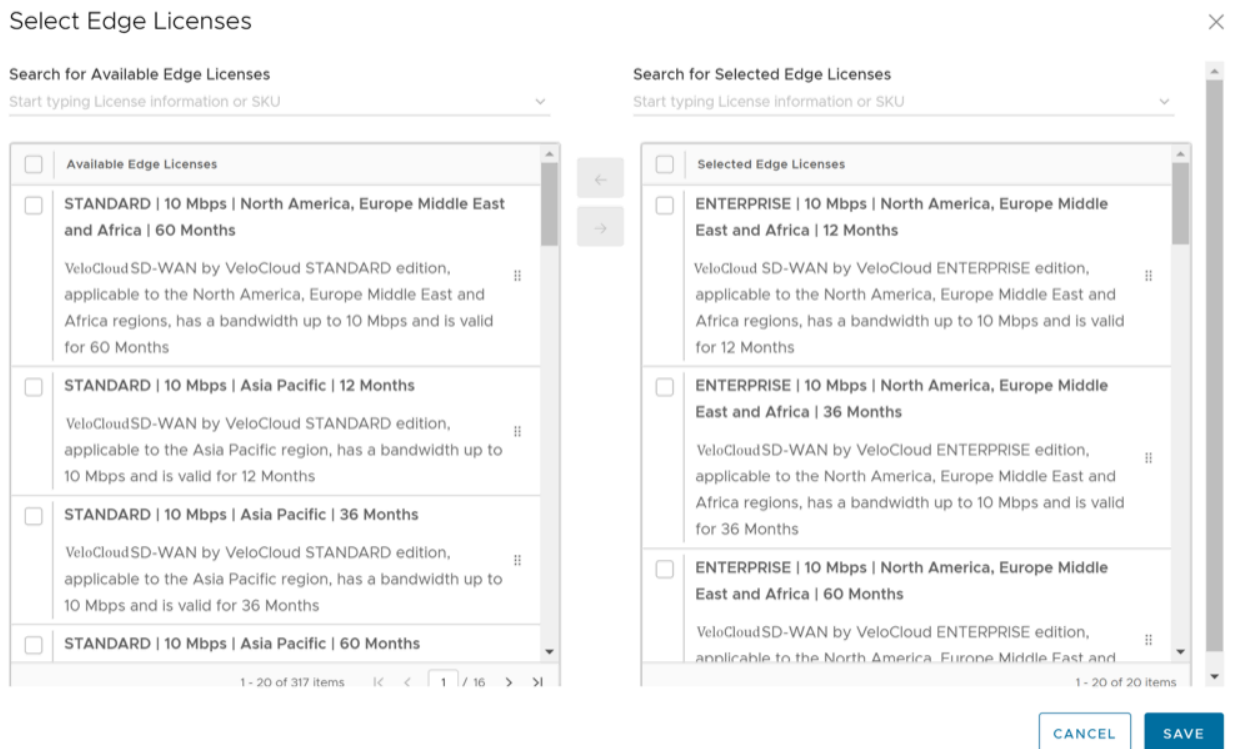 Select Edge Licenses
Search for Available Edge Licenses
Start typing License information or SKU
Available Edge Licenses
STANDARD | 10 Mbps | North America, Europe Middle East
and Africa | 60 Months
VeloCloud SD-WAN by VeloCloud STANDARD edition,
applicable to the North America, Europe Middle East and
Africa regions, has a bandwidth up to 10 Mbps and is valid
for 60 Months
STANDARD | 10 Mbps | Asia Pacific | 12 Months
VeloCloud SD-WAN by VeloCloud STANDARD edition,
applicable to the Asia Pacific region, has a bandwidth up to
10 Mbps and is valid for 12 Months
STANDARD | 10 Mbps | Asia Pacific | 36 Months
VeloCloud SD-WAN by VeloCloud STANDARD edition,
applicable to the Asia Pacific region, has a bandwidth up to
10 Mbps and is valid for 36 Months
STANDARD | 10 Mbps | Asia Pacific | 60 Months
1 - 20 of 317 items |< < 1 / 16 > >|
Search for Selected Edge Licenses
Start typing License information or SKU
Selected Edge Licenses
ENTERPRISE | 10 Mbps | North America, Europe Middle
East and Africa | 12 Months
VeloCloud SD-WAN by VeloCloud ENTERPRISE edition,
applicable to the North America, Europe Middle East and
Africa regions, has a bandwidth up to 10 Mbps and is valid
for 12 Months
ENTERPRISE | 10 Mbps | North America, Europe Middle
East and Africa | 36 Months
VeloCloud SD-WAN by VeloCloud ENTERPRISE edition,
applicable to the North America, Europe Middle East and
Africa regions, has a bandwidth up to 10 Mbps and is valid
for 36 Months
ENTERPRISE | 10 Mbps | North America, Europe Middle
East and Africa | 60 Months
VeloCloud SD-WAN by VeloCloud ENTERPRISE edition,
applicable to the North America, Europe Middle East and
1 - 20 of 20 items
CANCEL
SAVE